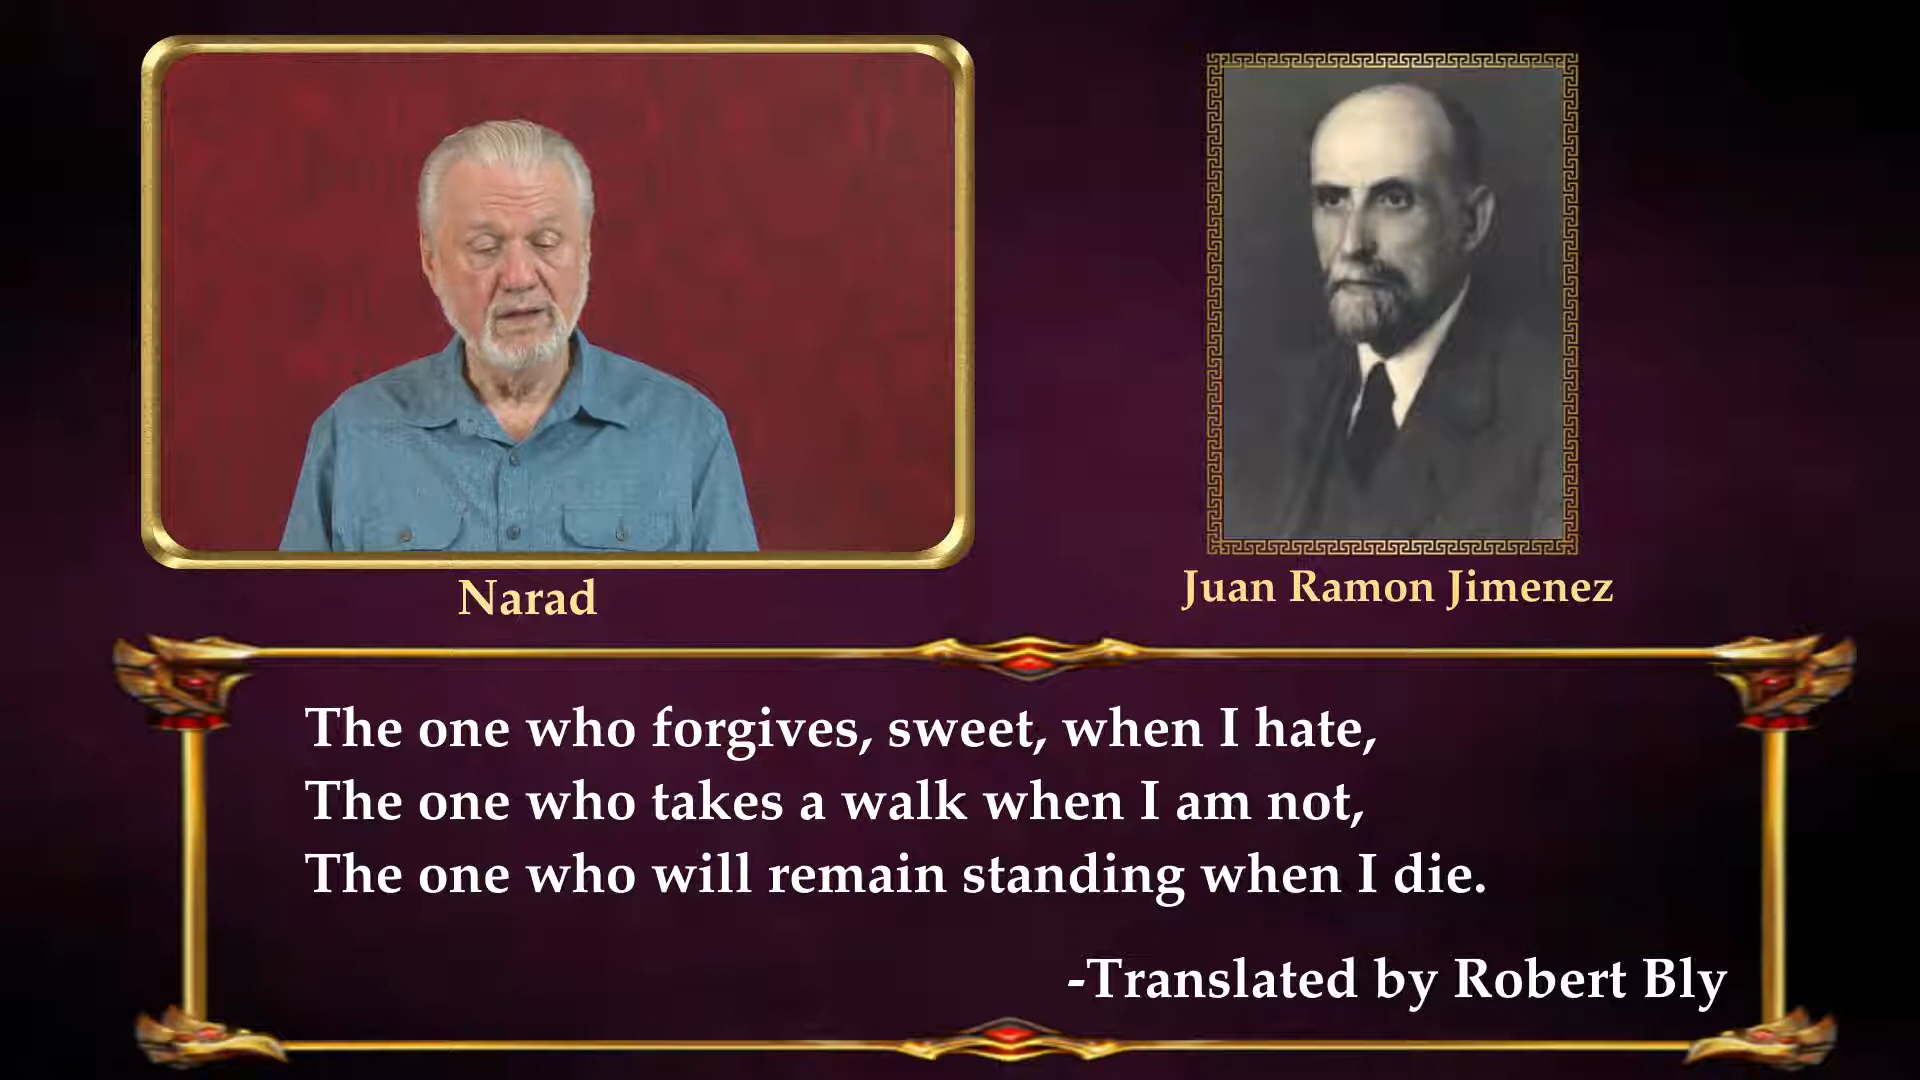 Narad
Juan Ramon Jimenez
The one who forgives, sweet, when I hate,
The one who takes a walk when I am not,
The one who will remain standing when I die.
-Translated by Robert Bly